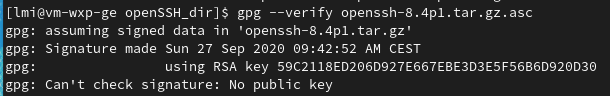 [lmi@vm-wxp-ge openSSH_dir]$ gpg --verify openssh-8.4p1.tar.gz.asc
gpg: assuming signed data in 'openssh-8.4p1.tar.gz'
gpg: Signature made Sun 27 Sep 2020 09:42:52 AM CEST
gpg:                using RSA key 59C2118ED206D927E667EBE3D3E5F56B6D920D30
gpg: Can't check signature: No public key